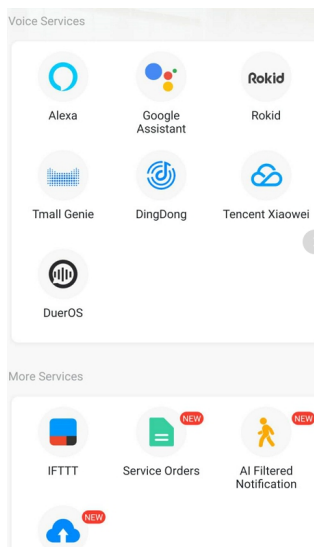 Voice Services
Rokid
Alexa
Google
Assistant
Rokid
Tmall Genie
DingDong
Tencent Xiaowei
DuerOS
More Services
NEW
NEW
IFTTT
Service Orders
AI Filtered
Notification
NEW